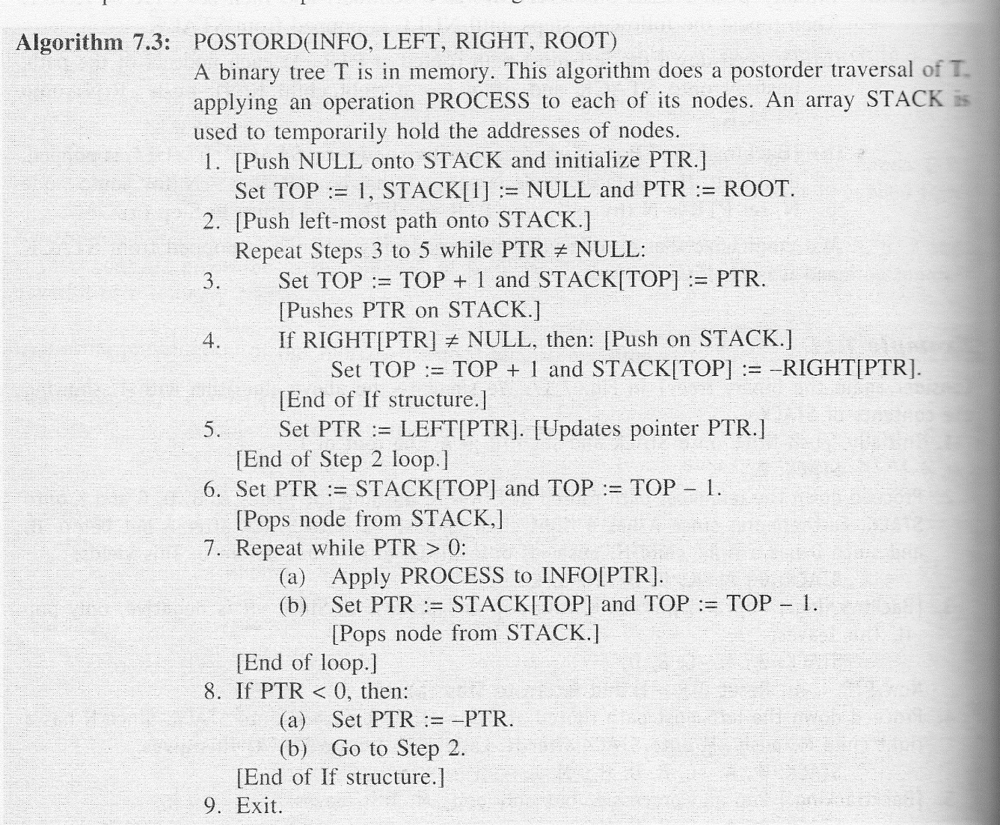 Algorithm 7.3: POSTORD(INFO, LEFT, RIGHT, ROOT)
A binary tree T is in memory. This algorithm does a postorder traversal of T,
applying an operation PROCESS to each of its nodes. An array STACK is
used to temporarily hold the addresses of nodes.
1. [Push NULL onto STACK and initialize PTR.]
Set TOP := 1, STACK[1] := NULL and PTR := ROOT.
2. [Push left-most path onto STACK.]
Repeat Steps 3 to 5 while PTR ≠ NULL:
3. Set TOP := TOP + 1 and STACK[TOP] := PTR.
[Pushes PTR on STACK.]
4. If RIGHT[PTR] ≠ NULL, then: [Push on STACK.]
Set TOP := TOP + 1 and STACK[TOP] := –RIGHT[PTR].
[End of If structure.]
5. Set PTR := LEFT[PTR]. [Updates pointer PTR.]
[End of Step 2 loop.]
6. Set PTR := STACK[TOP] and TOP := TOP – 1.
[Pops node from STACK,]
7. Repeat while PTR > 0:
(a) Apply PROCESS to INFO[PTR].
(b) Set PTR := STACK[TOP] and TOP := TOP – 1.
[Pops node from STACK.]
[End of loop.]
8. If PTR < 0, then:
(a) Set PTR := –PTR.
(b) Go to Step 2.
[End of If structure.]
9. Exit.